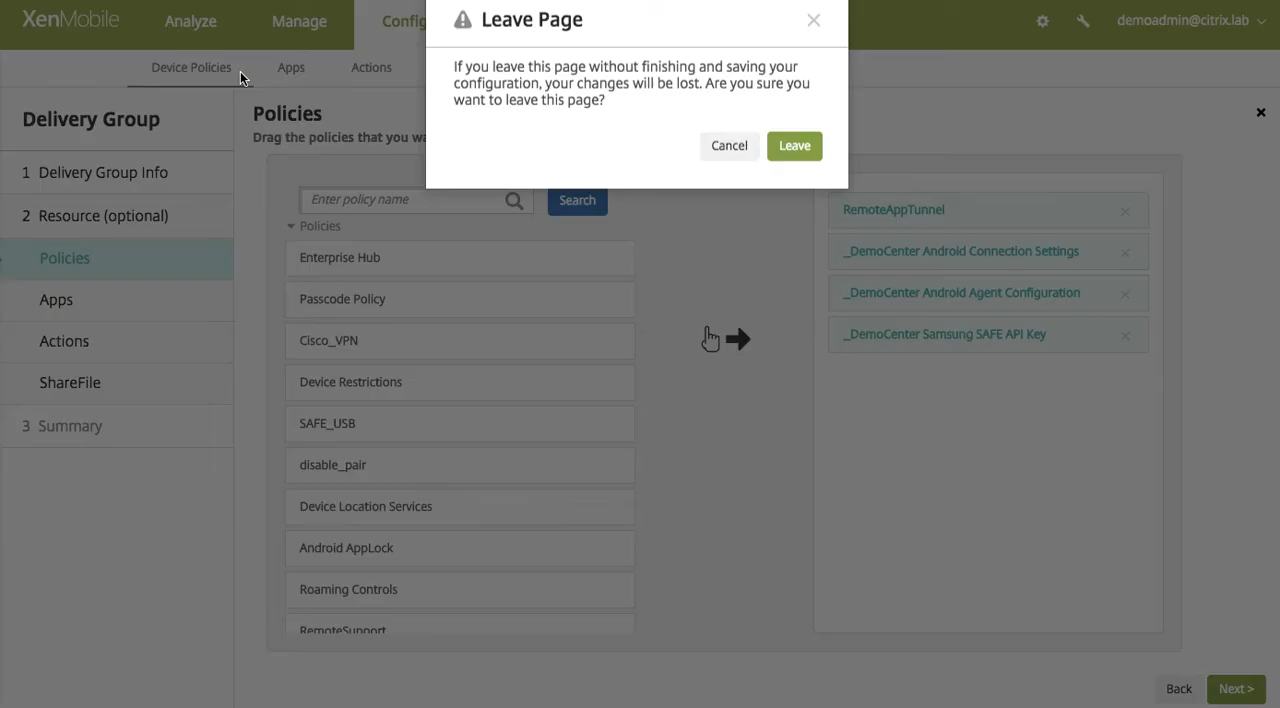 XenMobile
Analyze
Manage
Config
demoadmin@citrix.lab
Device Policies
Apps
Actions
Leave Page
If you leave this page without finishing and saving your
configuration, your changes will be lost. Are you sure you
want to leave this page?
Cancel
Leave
Delivery Group
1 Delivery Group Info
2 Resource (optional)
Policies
Apps
Actions
ShareFile
3 Summary
Policies
Drag the policies that you wa
Enter policy name
Search
Policies
Enterprise Hub
Passcode Policy
Cisco_VPN
Device Restrictions
SAFE_USB
disable_pair
Device Location Services
Android AppLock
Roaming Controls
RemoteSupport
RemoteAppTunnel
_DemoCenter Android Connection Settings
_DemoCenter Android Agent Configuration
_DemoCenter Samsung SAFE API Key
Back
Next >